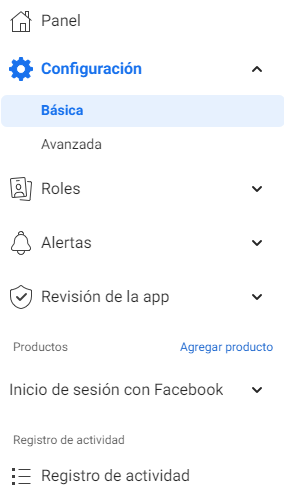 Panel
Configuración
Básica
Avanzada
Roles
Alertas
Revisión de la app
Productos Agregar producto
Inicio de sesión con Facebook
Registro de actividad
Registro de actividad